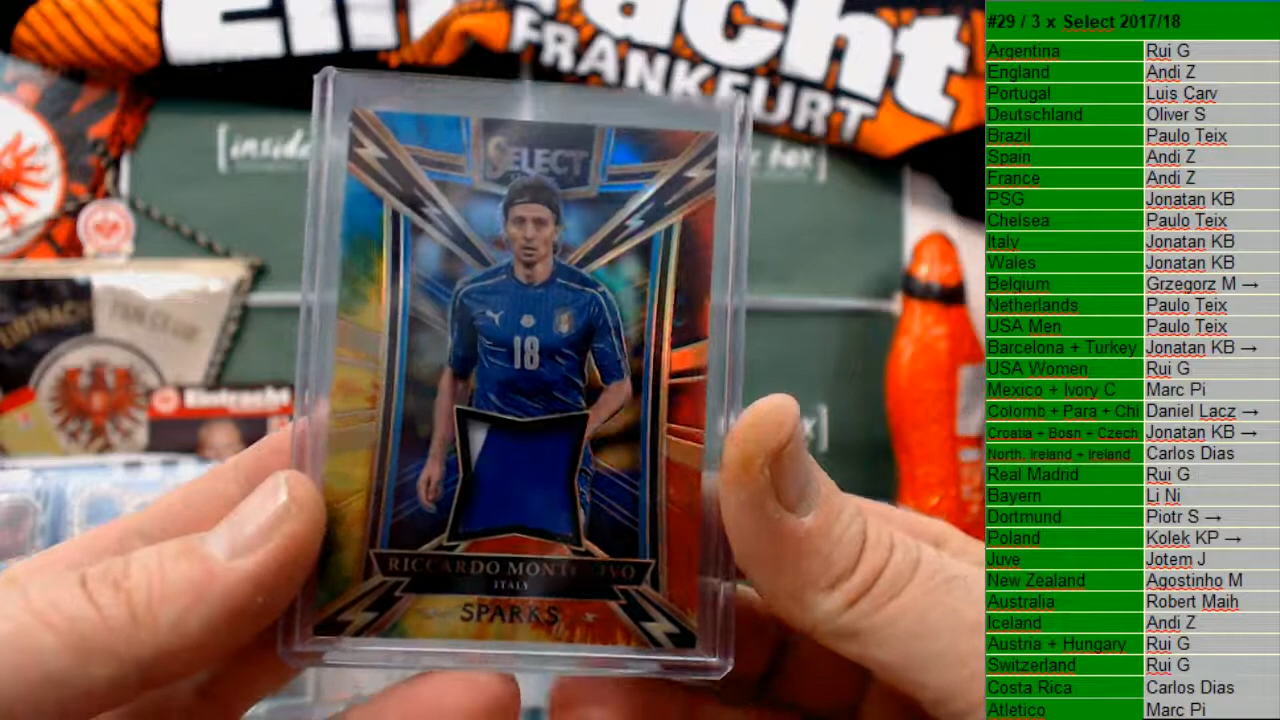 Eintracht
FRANKFURT
[inside
r box]
SELECT
18
RICCARDO MONTOLIVO
ITALY
SPARKS
Eintracht
#29 / 3 x Select 2017/18
Argentina Rui G
England Andi Z
Portugal Luis Carv
Deutschland Oliver S
Brazil Paulo Teix
Spain Andi Z
France Andi Z
PSG Jonatan KB
Chelsea Paulo Teix
Italy Jonatan KB
Wales Jonatan KB
Belgium Grzegorz M →
Netherlands Paulo Teix
USA Men Paulo Teix
Barcelona + Turkey Jonatan KB →
USA Women Rui G
Mexico + Ivory C Marc Pi
Colomb + Para + Chi Daniel Lacz →
Croatia + Bosn + Czech Jonatan KB →
North. Ireland + Ireland Carlos Dias
Real Madrid Rui G
Bayern Li Ni
Dortmund Piotr S →
Poland Kolek KP →
Juve Jotem J
New Zealand Agostinho M
Australia Robert Maih
Iceland Andi Z
Austria + Hungary Rui G
Switzerland Rui G
Costa Rica Carlos Dias
Atletico Marc Pi